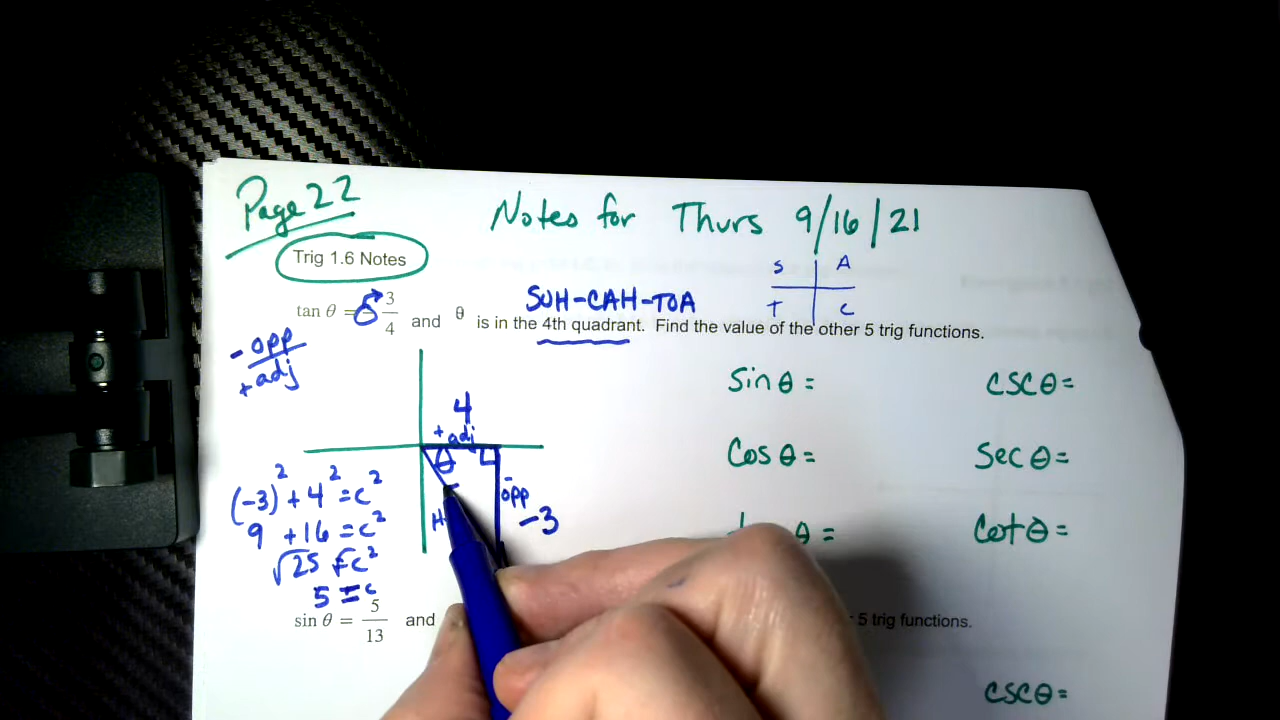 Page 22
Notes for Thurs 9/16/21
Trig 1.6 Notes
S A
T C
SOH-CAH-TOA
tan θ = - 3/4 and θ is in the 4th quadrant. Find the value of the other 5 trig functions.
- opp
+ adj
4
+ adj
θ
- opp
-3
H
(-3)² + 4² = c²
9 + 16 = c²
√25 = c²
5 = c
sin θ =
csc θ =
cos θ =
sec θ =
θ =
cot θ =
sin θ = 5/13 and
5 trig functions.
csc θ =